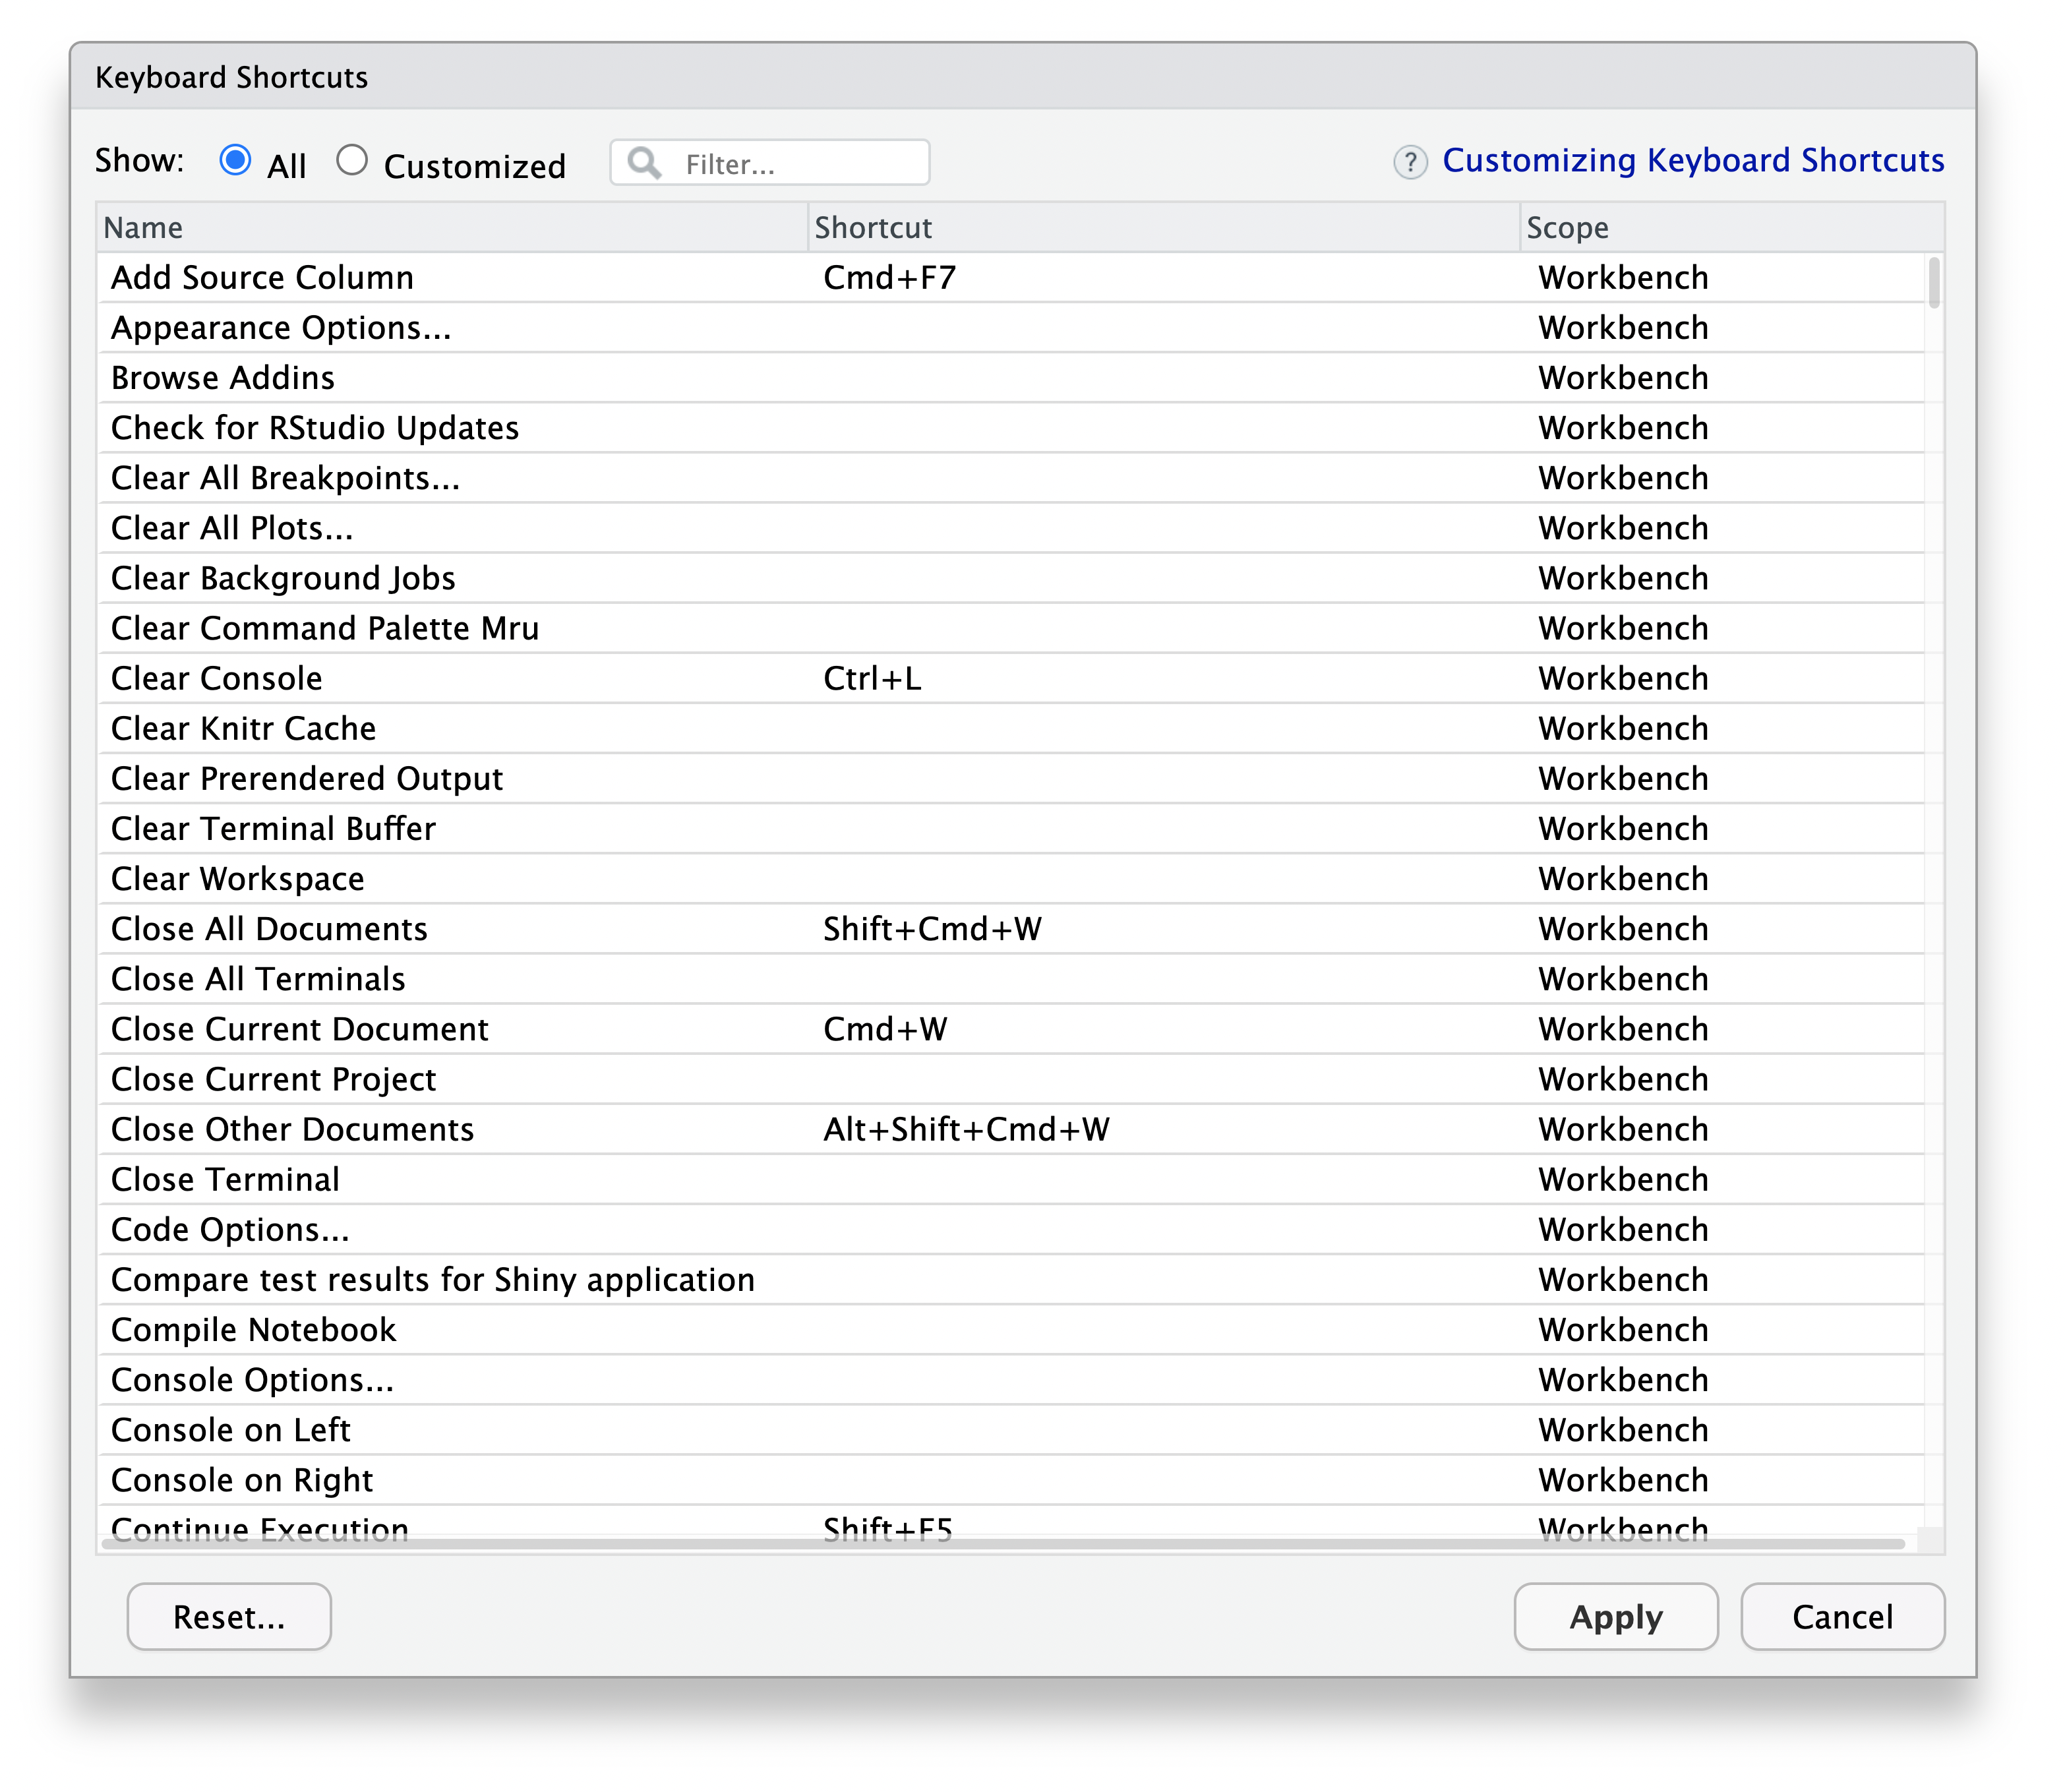 Keyboard Shortcuts
Show: All Customized Filter... ? Customizing Keyboard Shortcuts
Name Shortcut Scope
Add Source Column Cmd+F7 Workbench
Appearance Options... Workbench
Browse Addins Workbench
Check for RStudio Updates Workbench
Clear All Breakpoints... Workbench
Clear All Plots... Workbench
Clear Background Jobs Workbench
Clear Command Palette Mru Workbench
Clear Console Ctrl+L Workbench
Clear Knitr Cache Workbench
Clear Prerendered Output Workbench
Clear Terminal Buffer Workbench
Clear Workspace Workbench
Close All Documents Shift+Cmd+W Workbench
Close All Terminals Workbench
Close Current Document Cmd+W Workbench
Close Current Project Workbench
Close Other Documents Alt+Shift+Cmd+W Workbench
Close Terminal Workbench
Code Options... Workbench
Compare test results for Shiny application Workbench
Compile Notebook Workbench
Console Options... Workbench
Console on Left Workbench
Console on Right Workbench
Continue Execution Shift+F5 Workbench
Reset... Apply Cancel